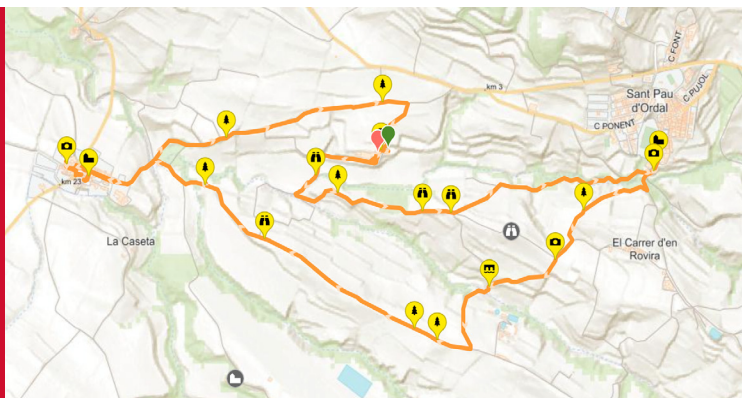 C FONT
km 3
Sant Pau
d'Ordal
C PUJOL
C PONENT
km 23
La Caseta
El Carrer d'en
Rovira